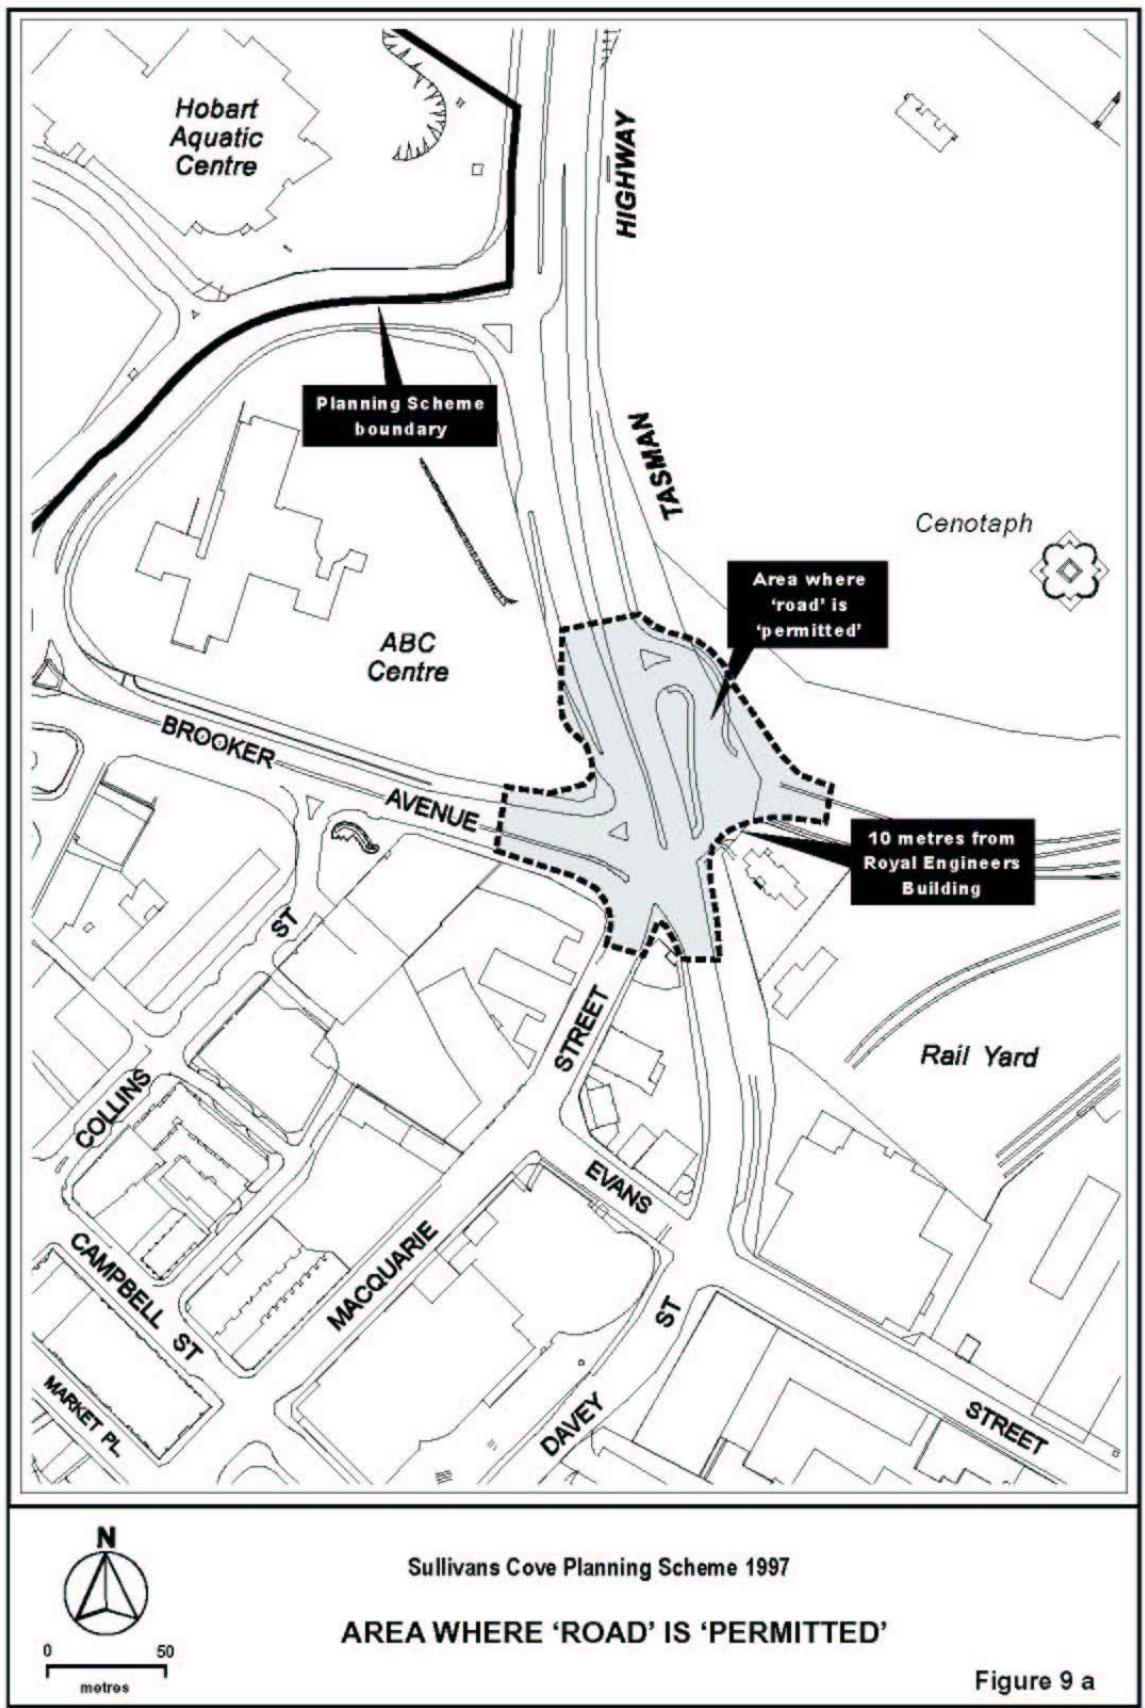 Hobart
Aquatic
Centre
HIGHWAY
Planning Scheme
boundary
TASMAN
Cenotaph
Area where
'road' is
'permitted'
ABC
Centre
BROOKER
AVENUE
10 metres from
Royal Engineers
Building
ST
STREET
Rail Yard
COLLINS
EVANS
MACQUARIE
CAMPBELL ST
ST
MARKET PL.
DAVEY
STREET
N
0 50
metres
Sullivans Cove Planning Scheme 1997
AREA WHERE 'ROAD' IS 'PERMITTED'
Figure 9 a